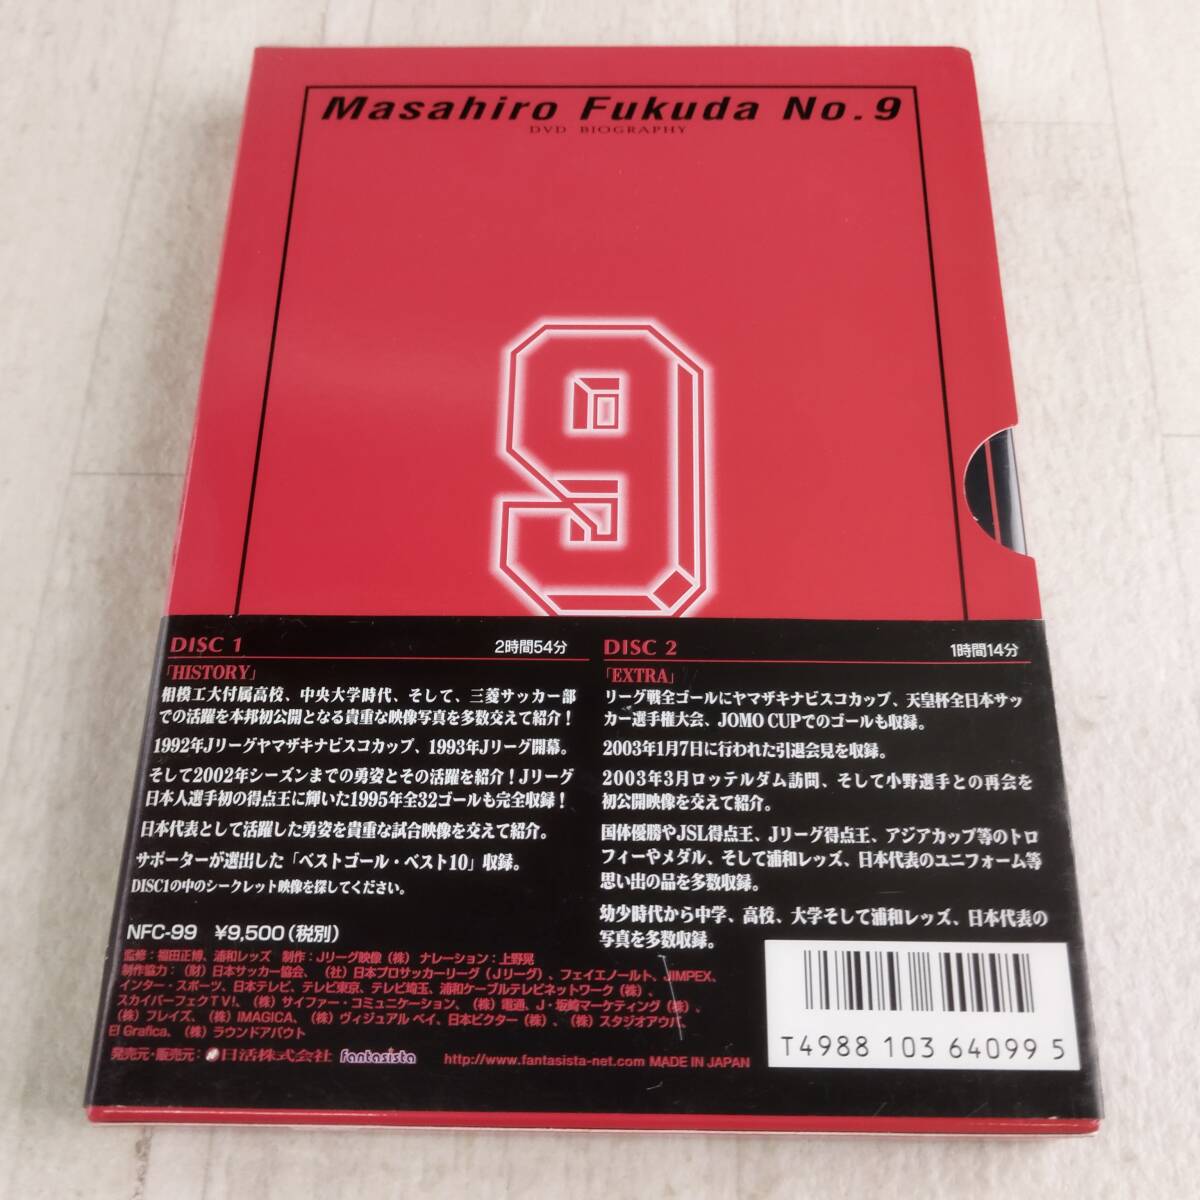 Masahiro Fukuda No.9
DVD BIOGRAPHY
9
DISC 1
2時間54分
「HISTORY」
相模工大付属高校、中央大学時代、そして、三菱サッカー部
での活躍を本邦初公開となる貴重な映像写真を多数交えて紹介！
1992年Jリーグヤマザキナビスコカップ、1993年Jリーグ開幕。
そして2002年シーズンまでの勇姿とその活躍を紹介！Jリーグ
日本人選手初の得点王に輝いた1995年全32ゴールも完全収録！
日本代表として活躍した勇姿を貴重な試合映像を交えて紹介。
サポーターが選出した「ベストゴール・ベスト10」収録。
DISC1の中のシークレット映像を探してください。
DISC 2
1時間14分
「EXTRA」
リーグ戦全ゴールにヤマザキナビスコカップ、天皇杯全日本サッ
カー選手権大会、JOMO CUPでのゴールも収録。
2003年1月7日に行われた引退会見を収録。
2003年3月ロッテルダム訪問、そして小野選手との再会を
初公開映像を交えて紹介。
国体優勝やJSL得点王、Jリーグ得点王、アジアカップ等のトロ
フィーやメダル、そして浦和レッズ、日本代表のユニフォーム等
思い出の品を多数収録。
幼少時代から中学、高校、大学そして浦和レッズ、日本代表の
写真を多数収録。
NFC-99 ¥9,500（税別）
監修：福田正博、浦和レッズ 制作：Jリーグ映像（株） ナレーション：上野晃
制作協力：（財）日本サッカー協会、（社）日本プロサッカーリーグ（Jリーグ）、フェイエノールト、JIMPEX、
インター・スポーツ、日本テレビ、テレビ東京、テレビ埼玉、浦和ケーブルテレビネットワーク（株）、
スカイパーフェクTV!、（株）サイファー・コミュニケーション、（株）電通、J・坂崎マーケティング（株）、
（株）フレイズ、（株）IMAGICA、（株）ヴィジュアル ベイ、日本ビクター（株）、（株）スタジオアウパ、
El Grafica、（株）ラウンドアバウト
発売元・販売元：日活株式会社 fantasista http://www.fantasista-net.com MADE IN JAPAN
T4988 103 64099 5